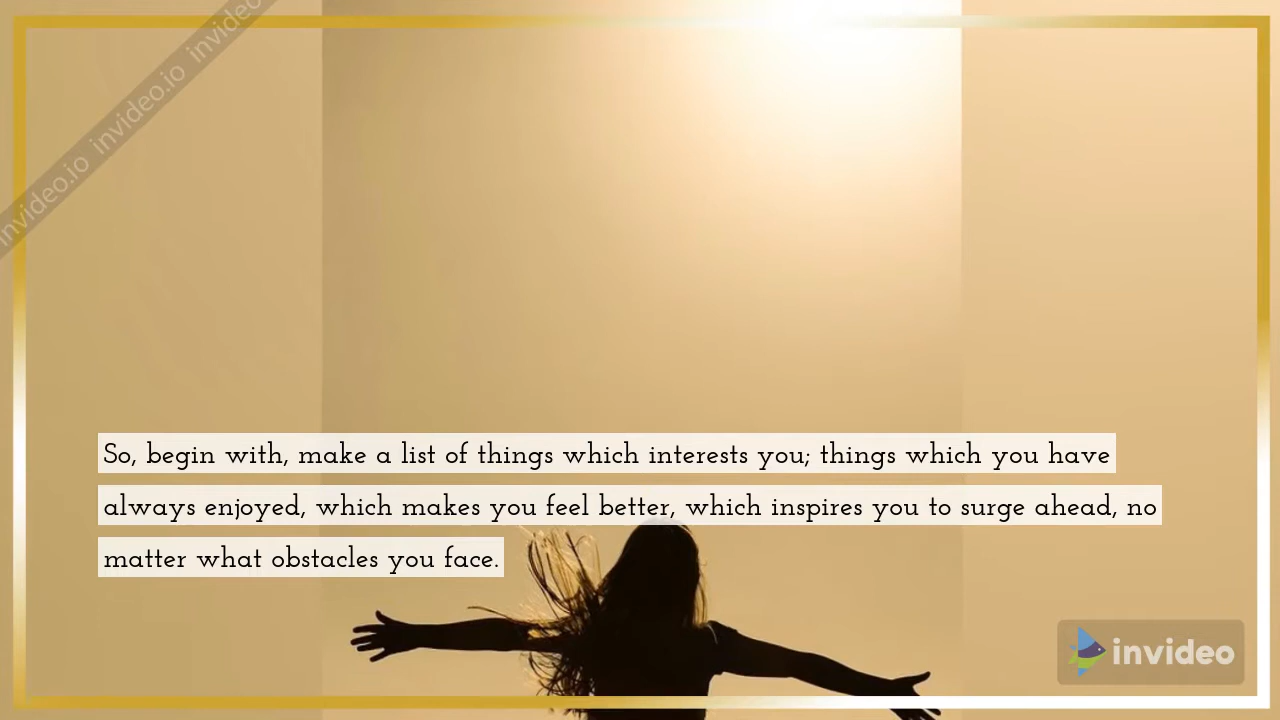 invideo.io invideo.io invideo
So, begin with, make a list of things which interests you; things which you have
always enjoyed, which makes you feel better, which inspires you to surge ahead, no
matter what obstacles you face.
invideo